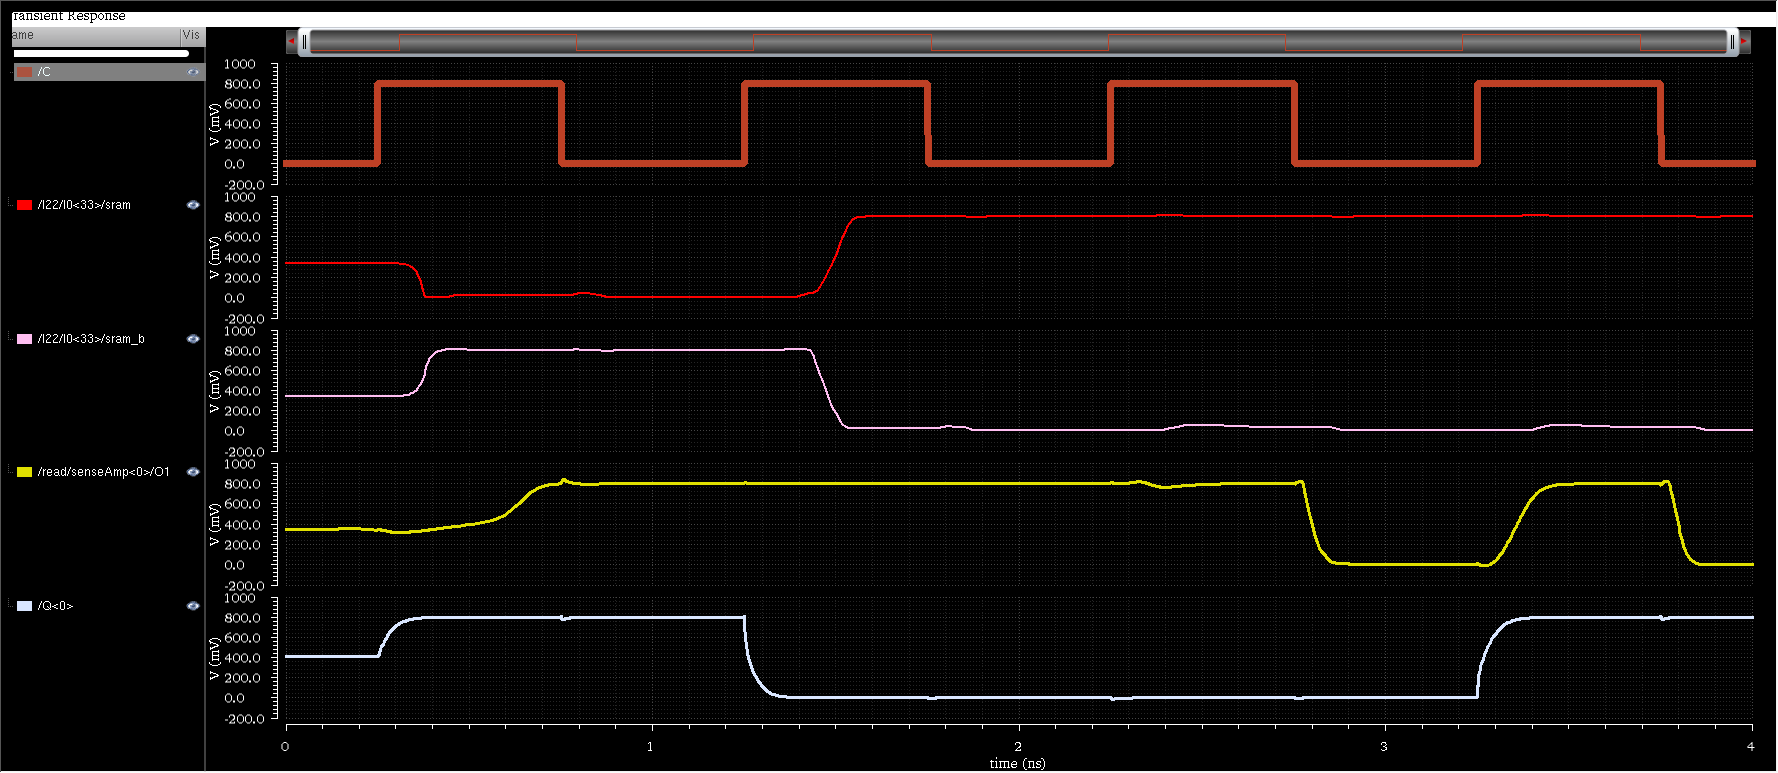 ransient Response
ame Vis
/C
1000
800.0
600.0
400.0
200.0
0.0
-200.0
V (mV)
/I22/I0<33>/sram
1000
800.0
600.0
400.0
200.0
0.0
-200.0
V (mV)
/I22/I0<33>/sram_b
1000
800.0
600.0
400.0
200.0
0.0
-200.0
V (mV)
/read/senseAmp<0>/O1
1000
800.0
600.0
400.0
200.0
0.0
-200.0
V (mV)
/Q<0>
1000
800.0
600.0
400.0
200.0
0.0
-200.0
V (mV)
0 1 2 3 4
time (ns)